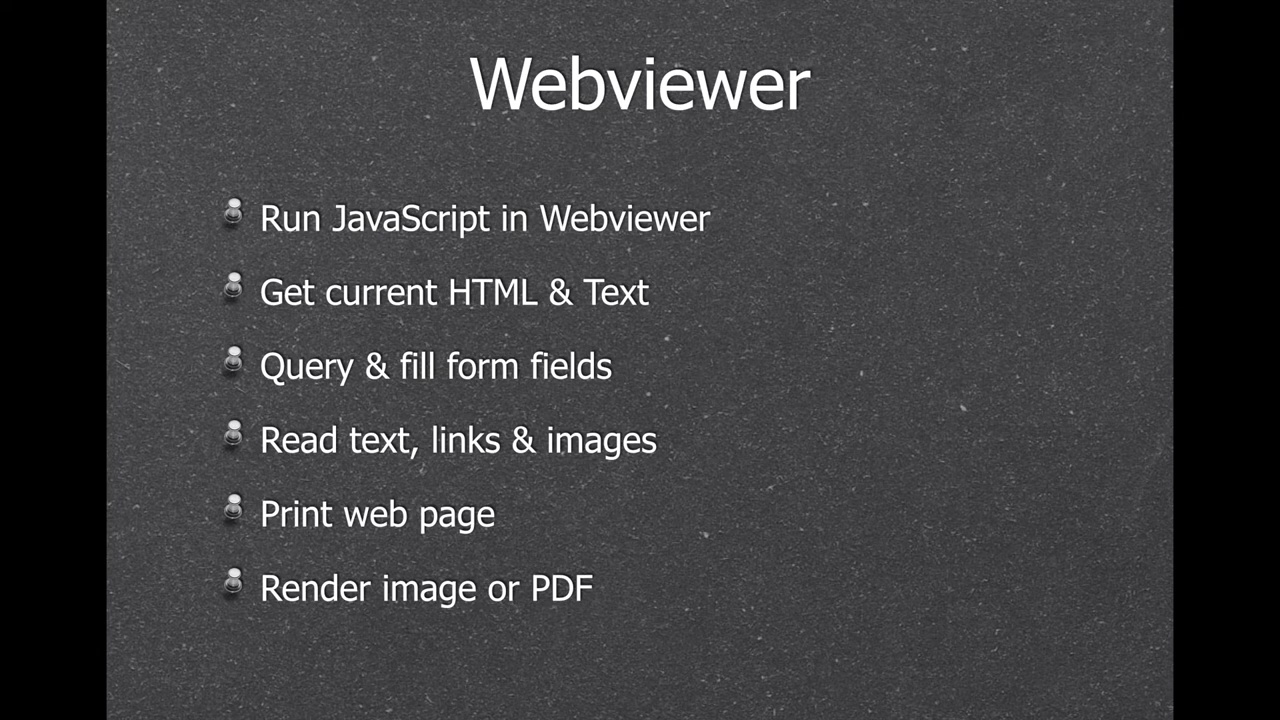 Webviewer
Run JavaScript in Webviewer
Get current HTML & Text
Query & fill form fields
Read text, links & images
Print web page
Render image or PDF